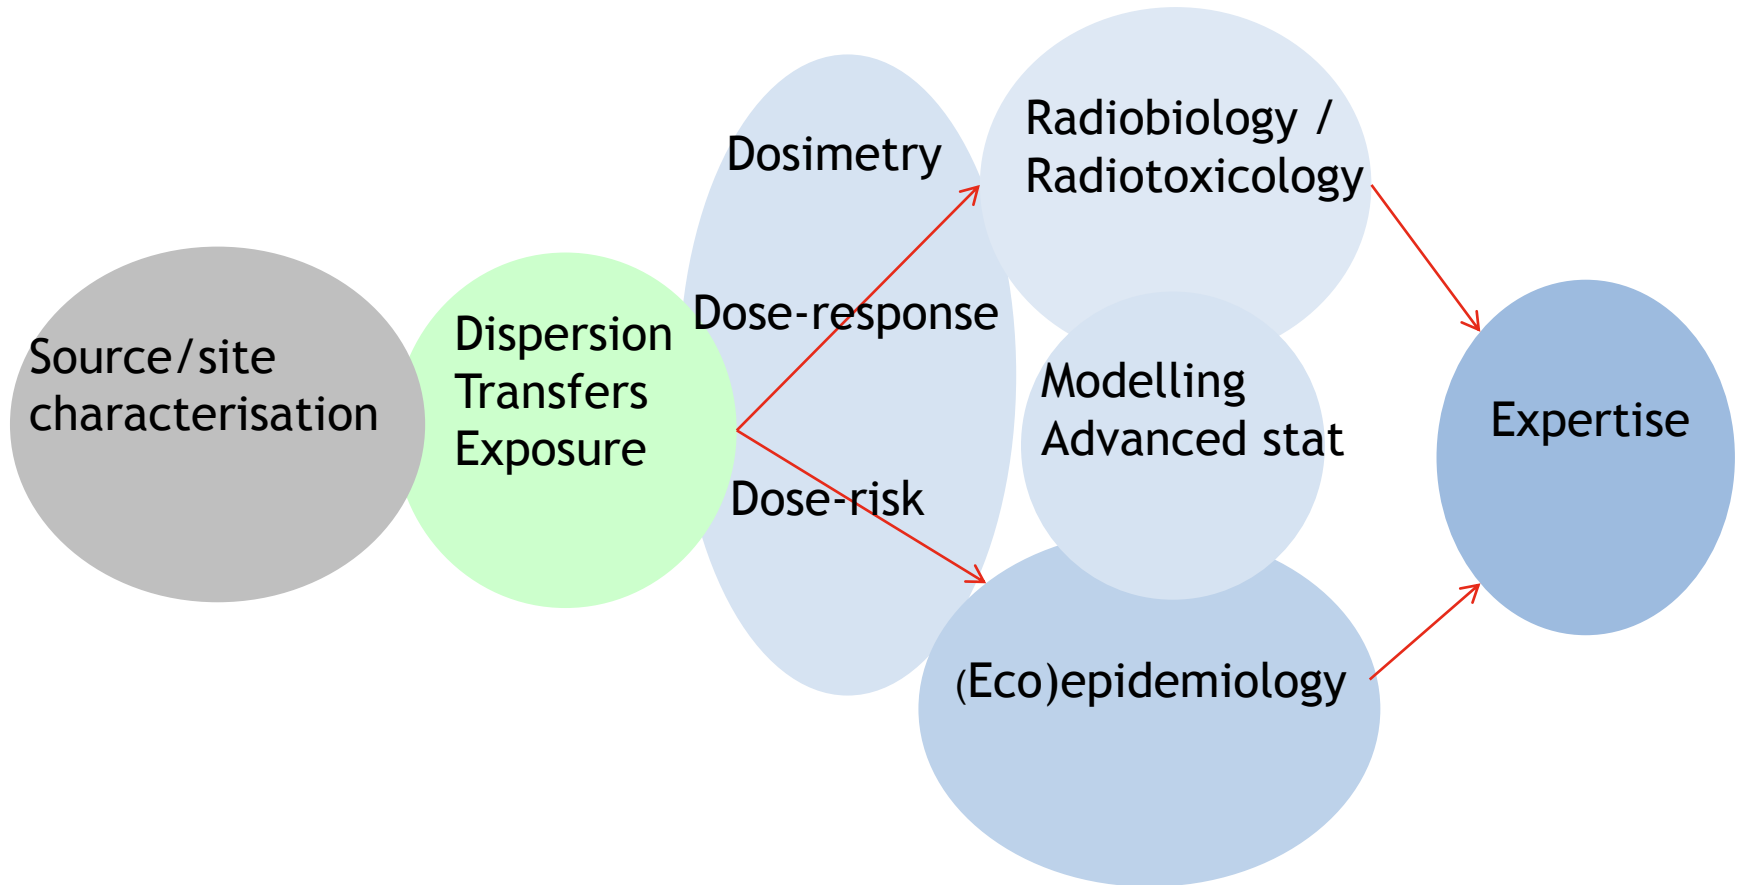 Source/site
characterisation
Dispersion
Transfers
Exposure
Dosimetry
Dose-response
Dose-risk
Radiobiology /
Radiotoxicology
Modelling
Advanced stat
(Eco)epidemiology
Expertise